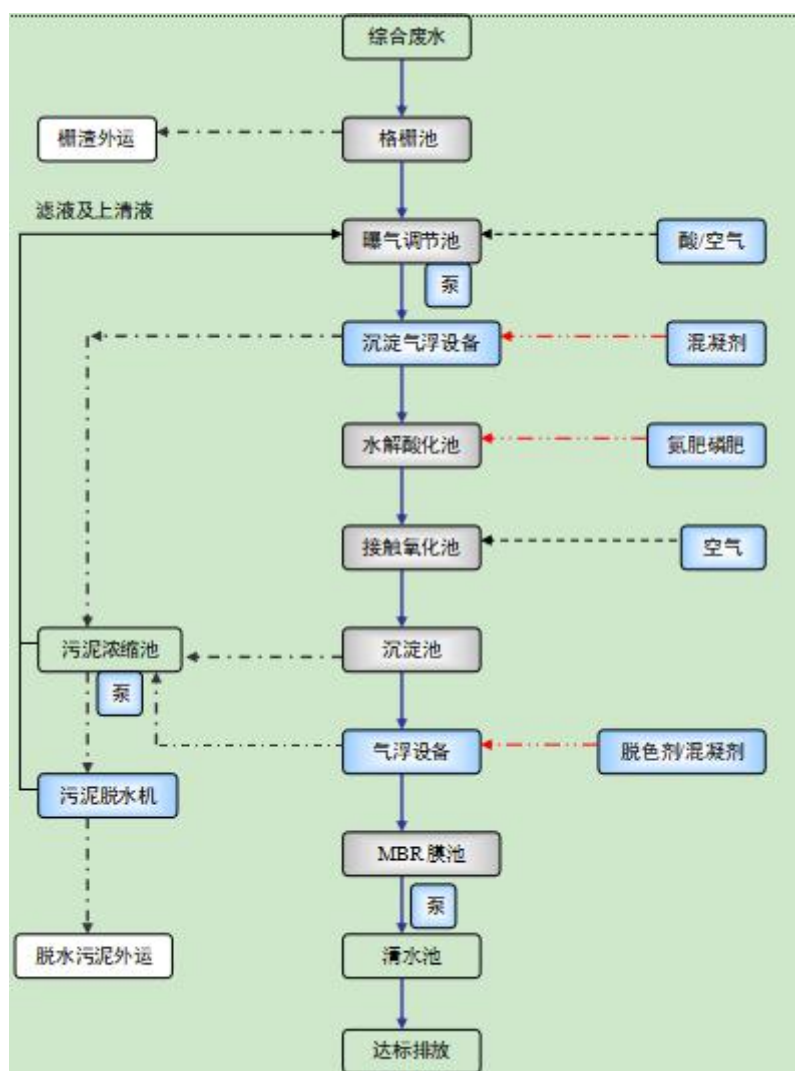 综合废水
栅渣外运
格栅池
滤液及上清液
曝气调节池
酸/空气
泵
沉淀气浮设备
混凝剂
水解酸化池
氮肥磷肥
接触氧化池
空气
污泥浓缩池
沉淀池
泵
气浮设备
脱色剂/混凝剂
污泥脱水机
MBR膜池
泵
脱水污泥外运
清水池
达标排放